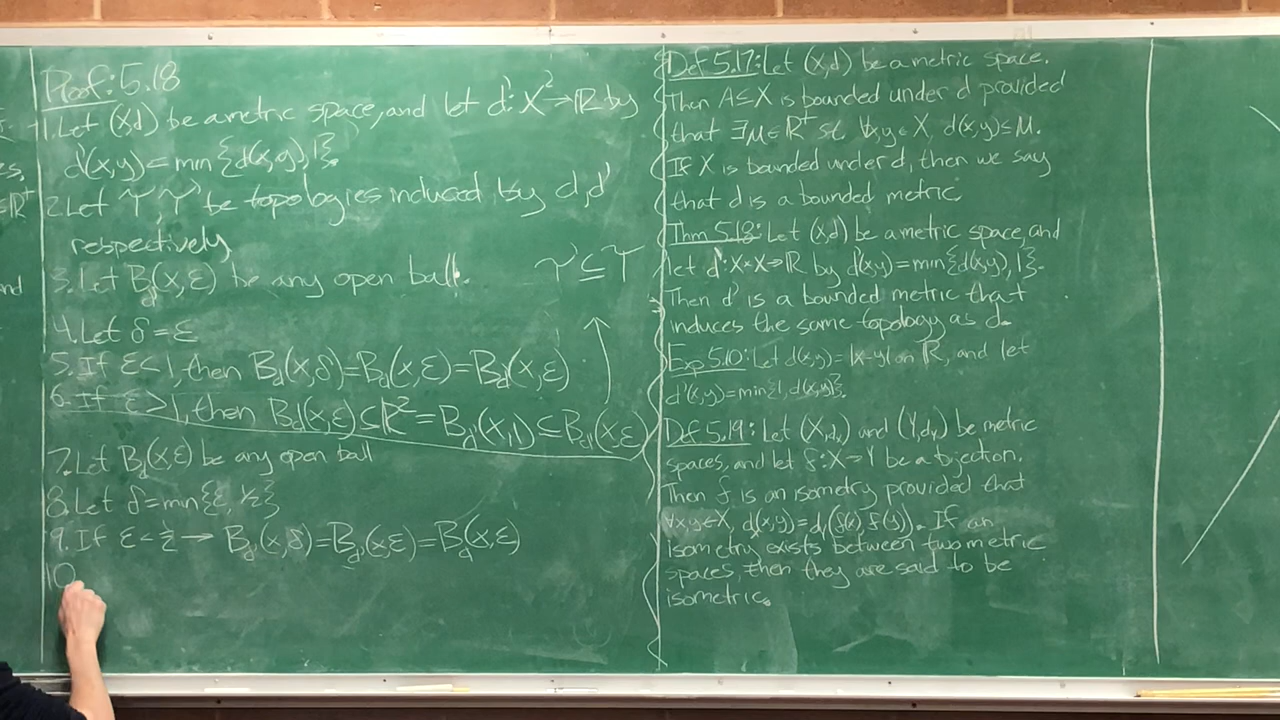 Proof: 5.18
1. Let (X,d) be a metric space, and let d': X²→ℝ by
d'(x,y) = min {d(x,y),1}.
2. Let 𝒯, 𝒯' be topologies induced by d, d'
respectively
3. Let B_d'(x,ε) be any open ball.
𝒯' ⊆ 𝒯
4. Let δ = ε
5. If ε<1, then B_d(x,δ) = B_d(x,ε) = B_d'(x,ε)
6. If ε>1, then B_d(x,ε) ⊆ ℝ² = B_d'(x,1) ⊆ B_d'(x,ε)
7. Let B_d(x,ε) be any open ball
8. Let δ = min{ε, 1/2}
9. If ε < 1/2 → B_d'(x,δ) = B_d'(x,ε) = B_d(x,ε)
10
es,
∈ℝ⁺
and
Def 5.17: Let (X,d) be a metric space.
Then A⊆X is bounded under d provided
that ∃μ∈ℝ⁺ st. ∀x,y∈X, d(x,y)≤M.
If X is bounded under d, then we say
that d is a bounded metric
Thm 5.18: Let (X,d) be a metric space, and
let d': X×X→ℝ by d'(x,y) = min{d(x,y),1}.
Then d' is a bounded metric that
induces the same topology as d.
Exp 5.10: Let d(x,y) = |x-y| on ℝ, and let
d'(x,y) = min{1, d(x,y)}.
Def 5.19: Let (X,dₓ) and (Y,dᵧ) be metric
spaces, and let f: X→Y be a bijection.
Then f is an isometry provided that
∀x,y∈X, dₓ(x,y) = dᵧ(f(x), f(y)). If an
isometry exists between two metric
spaces, then they are said to be
isometric.